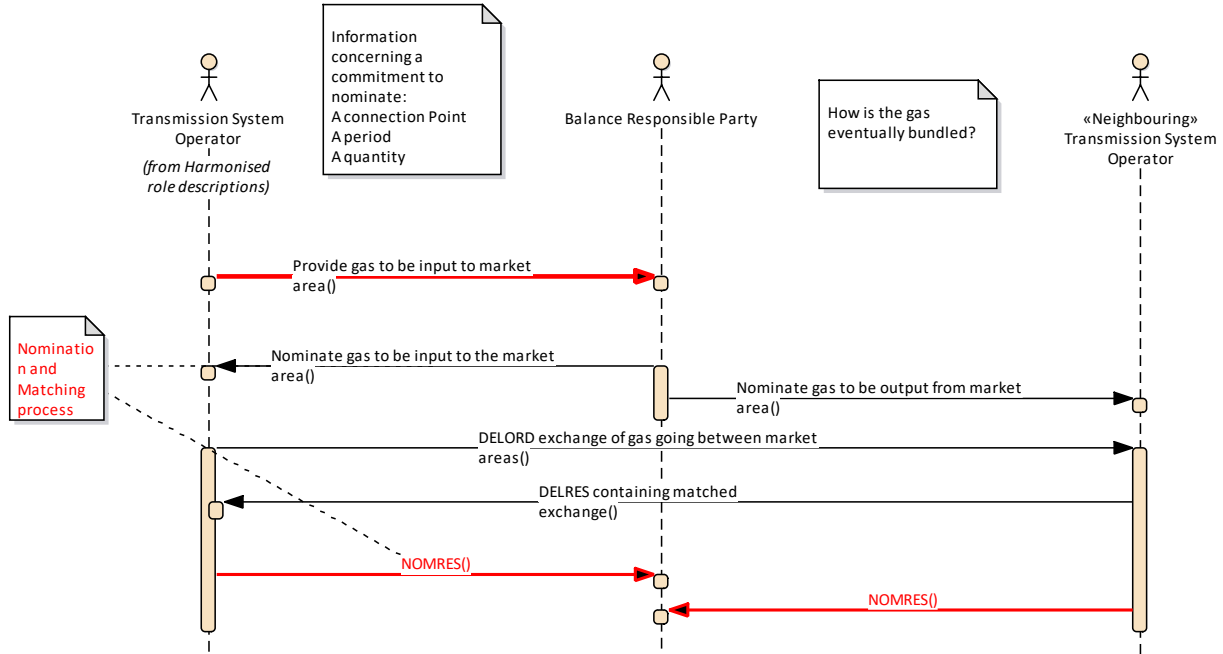 Information
concerning a
commitment to
nominate:
A connection Point
A period
A quantity
How is the gas
eventually bundled?
Transmission System
Operator
(from Harmonised
role descriptions)
Balance Responsible Party
«Neighbouring»
Transmission System
Operator
Provide gas to be input to market
area()
Nominatio
n and
Matching
process
Nominate gas to be input to the market
area()
Nominate gas to be output from market
area()
DELORD exchange of gas going between market
areas()
DELRES containing matched
exchange()
NOMRES()
NOMRES()